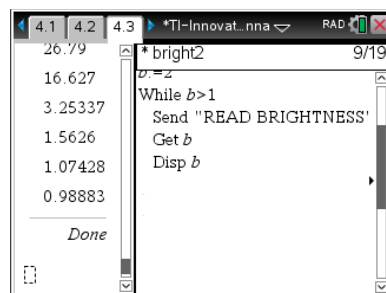 4.1 4.2 4.3 *TI-Innovat…nna RAD
26.79
16.627
3.25337
1.5626
1.07428
0.98883
Done
* bright2 9/19
b:=2
While b>1
Send "READ BRIGHTNESS"
Get b
Disp b